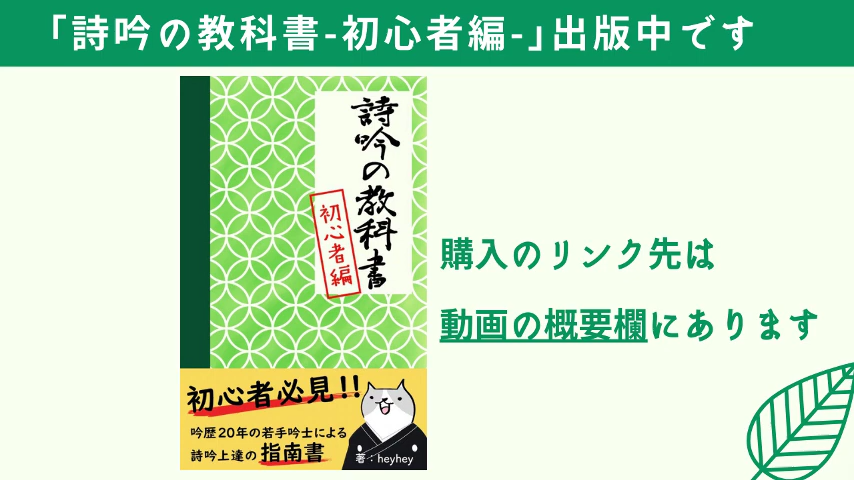 「詩吟の教科書-初心者編-」出版中です
詩吟の教科書
初心者編
初心者必見!!
吟歴20年の若手吟士による
詩吟上達の指南書
著:heyhey
購入のリンク先は
動画の概要欄にあります